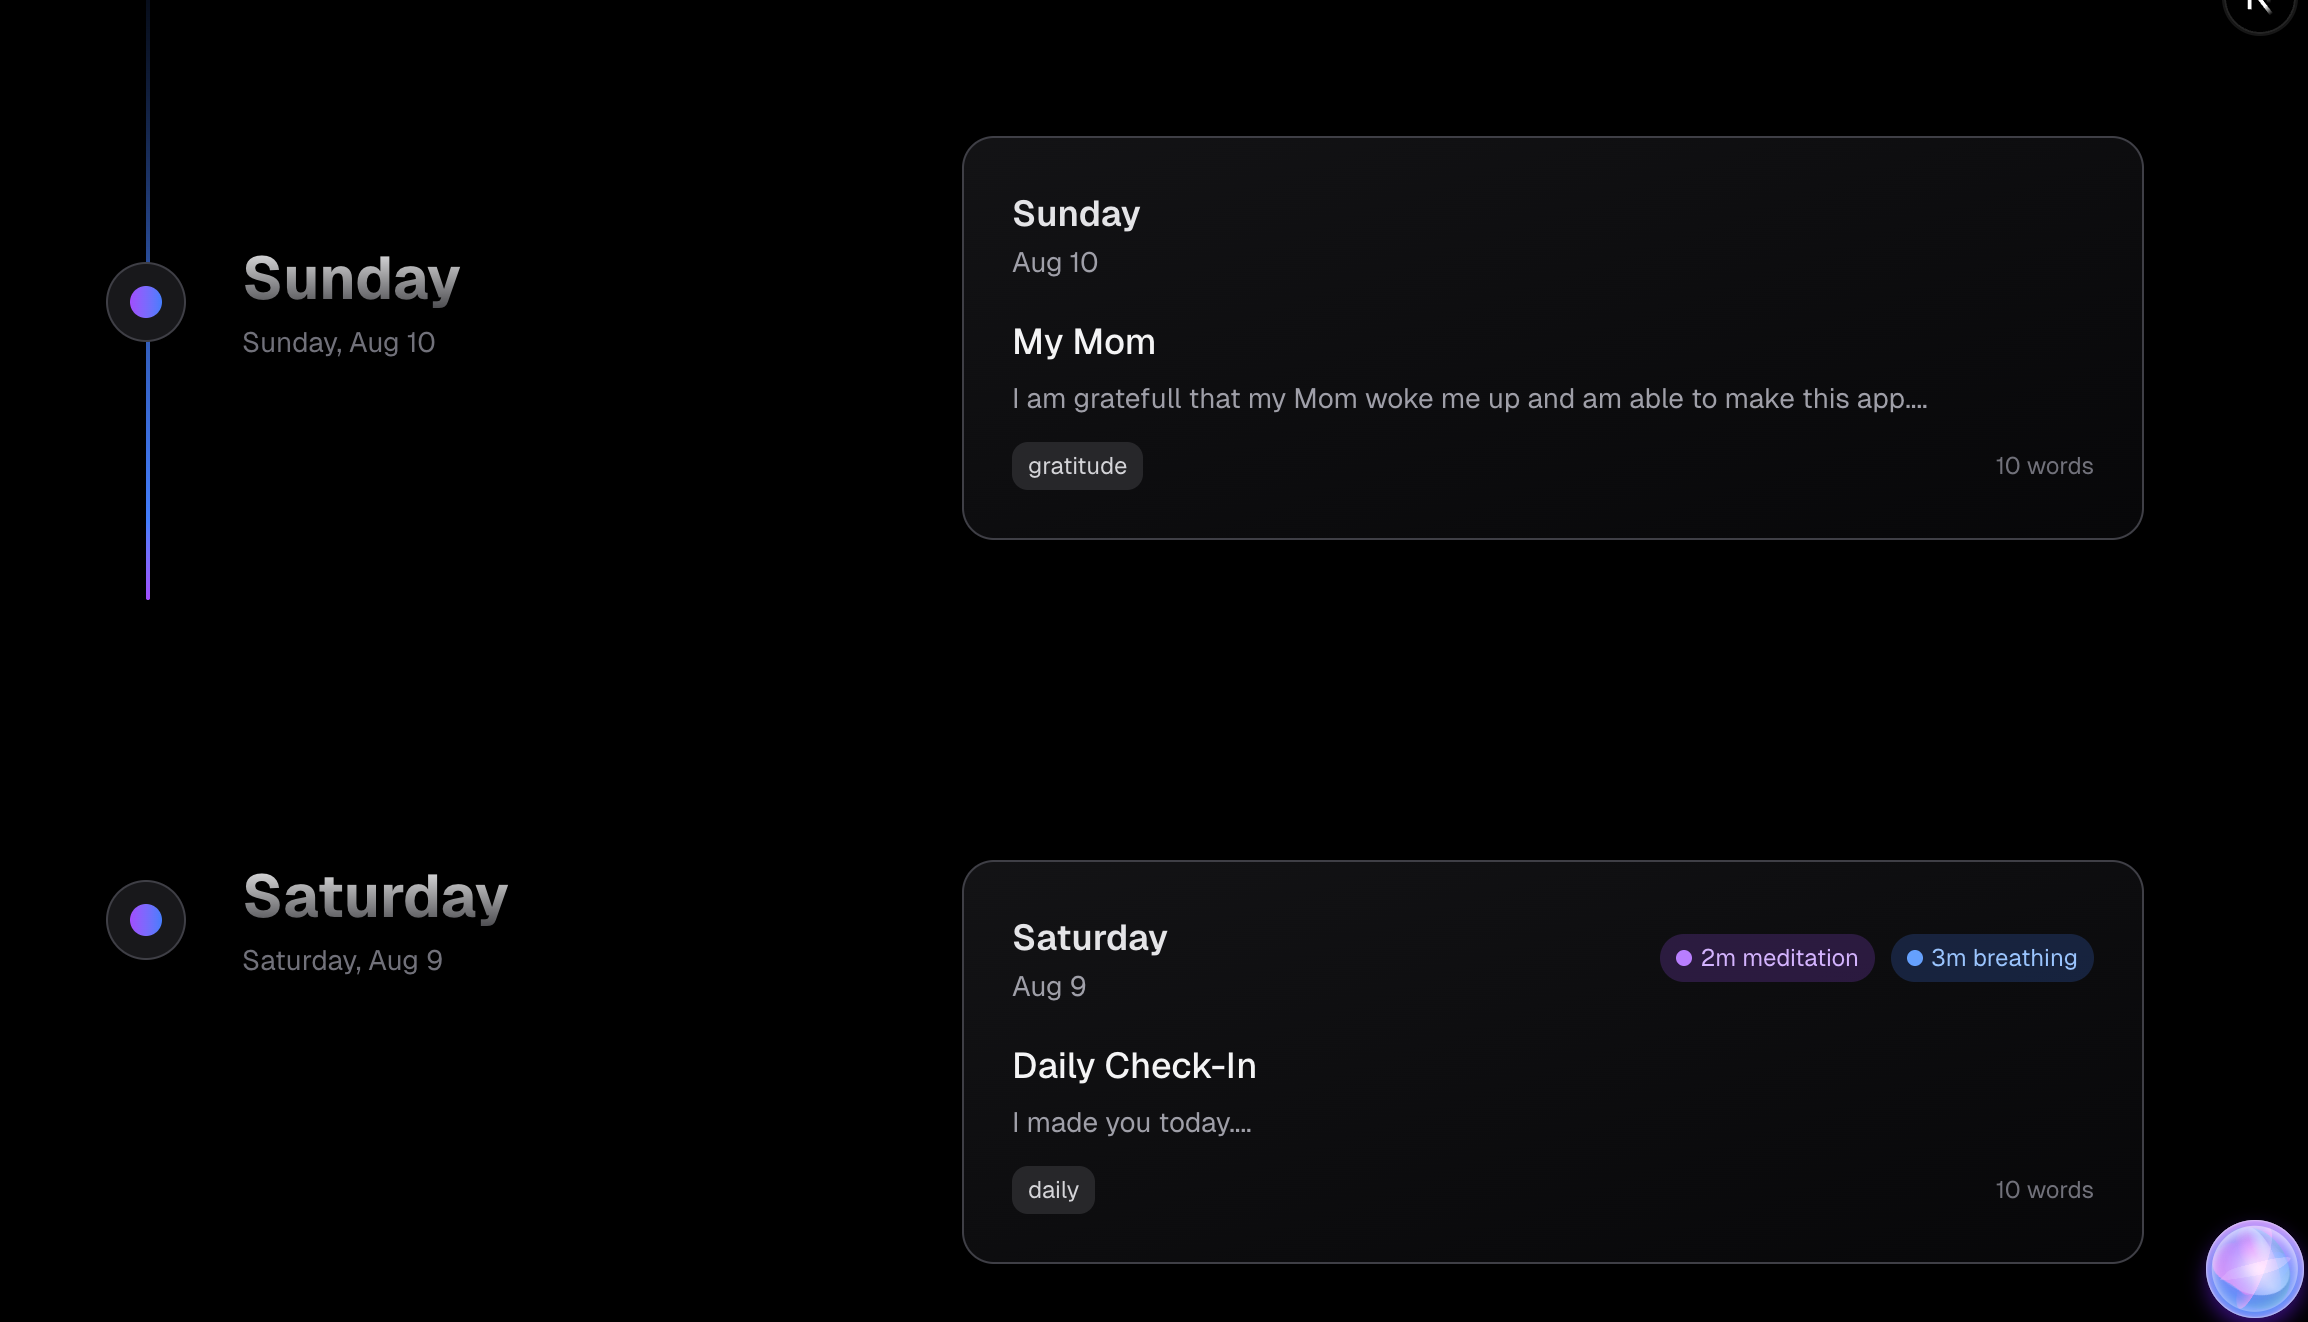 Sunday
Sunday, Aug 10
Sunday
Aug 10
My Mom
I am gratefull that my Mom woke me up and am able to make this app....
gratitude
10 words
Saturday
Saturday, Aug 9
Saturday
Aug 9
2m meditation
3m breathing
Daily Check-In
I made you today....
daily
10 words